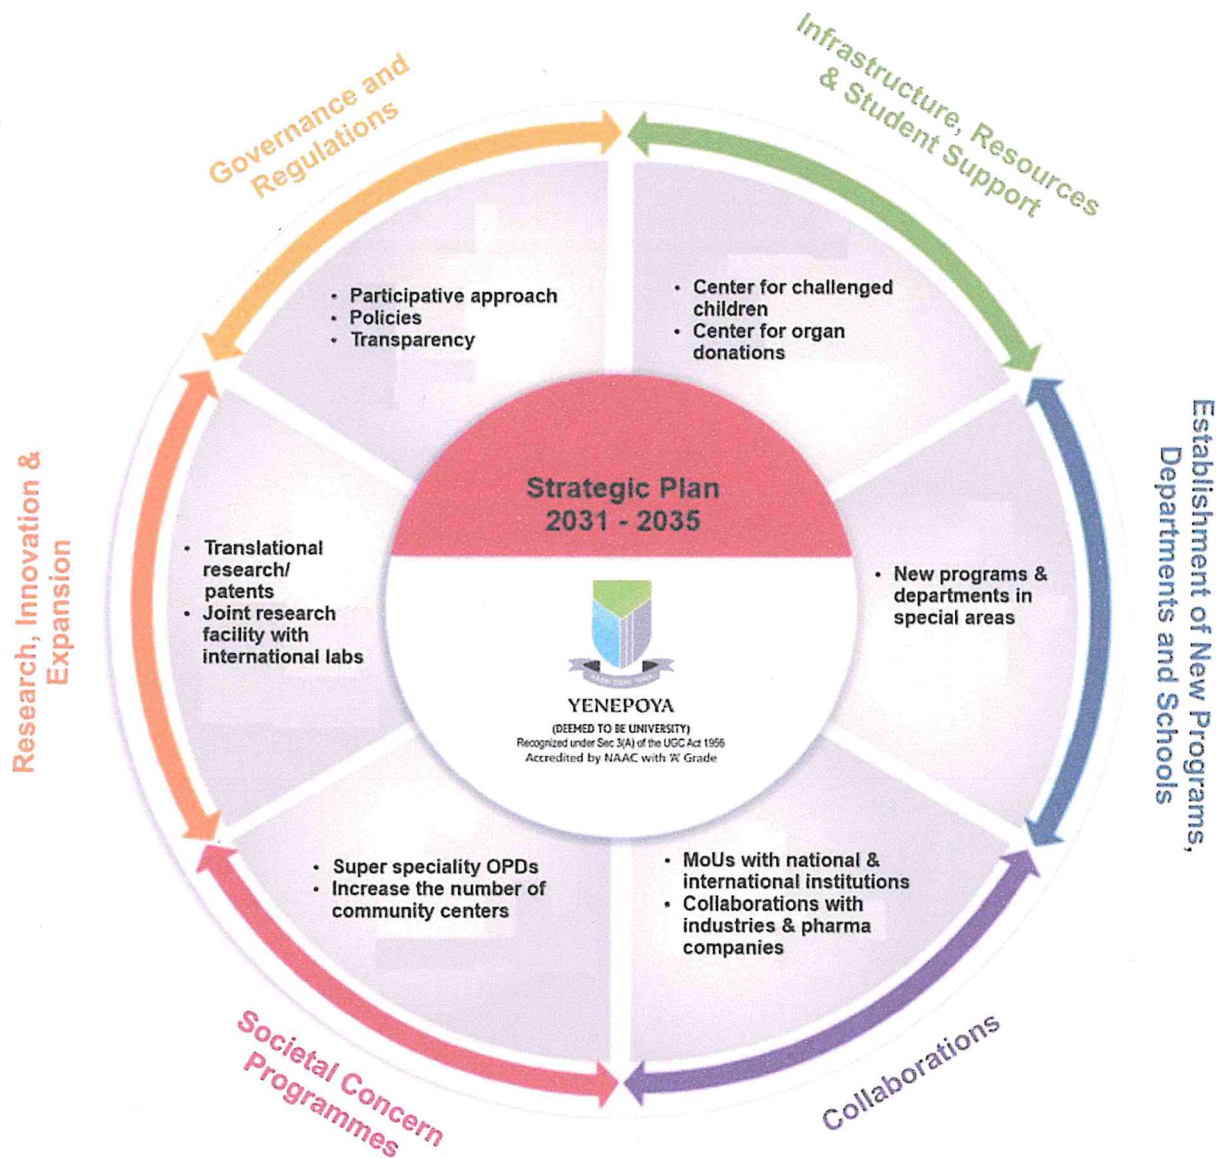 Governance and
Regulations
Infrastructure, Resources
& Student Support
• Participative approach
• Policies
• Transparency
• Center for challenged
children
• Center for organ
donations
Research, Innovation &
Expansion
• Translational
research/
patents
• Joint research
facility with
international labs
Strategic Plan
2031 - 2035
YENEPOYA
(DEEMED TO BE UNIVERSITY)
Recognized under Sec 3(A) of the UGC Act 1956
Accredited by NAAC with 'A' Grade
• New programs &
departments in
special areas
Establishment of New Programs,
Departments and Schools
• Super speciality OPDs
• Increase the number of
community centers
• MoUs with national &
international institutions
• Collaborations with
industries & pharma
companies
Societal Concern
Programmes
Collaborations